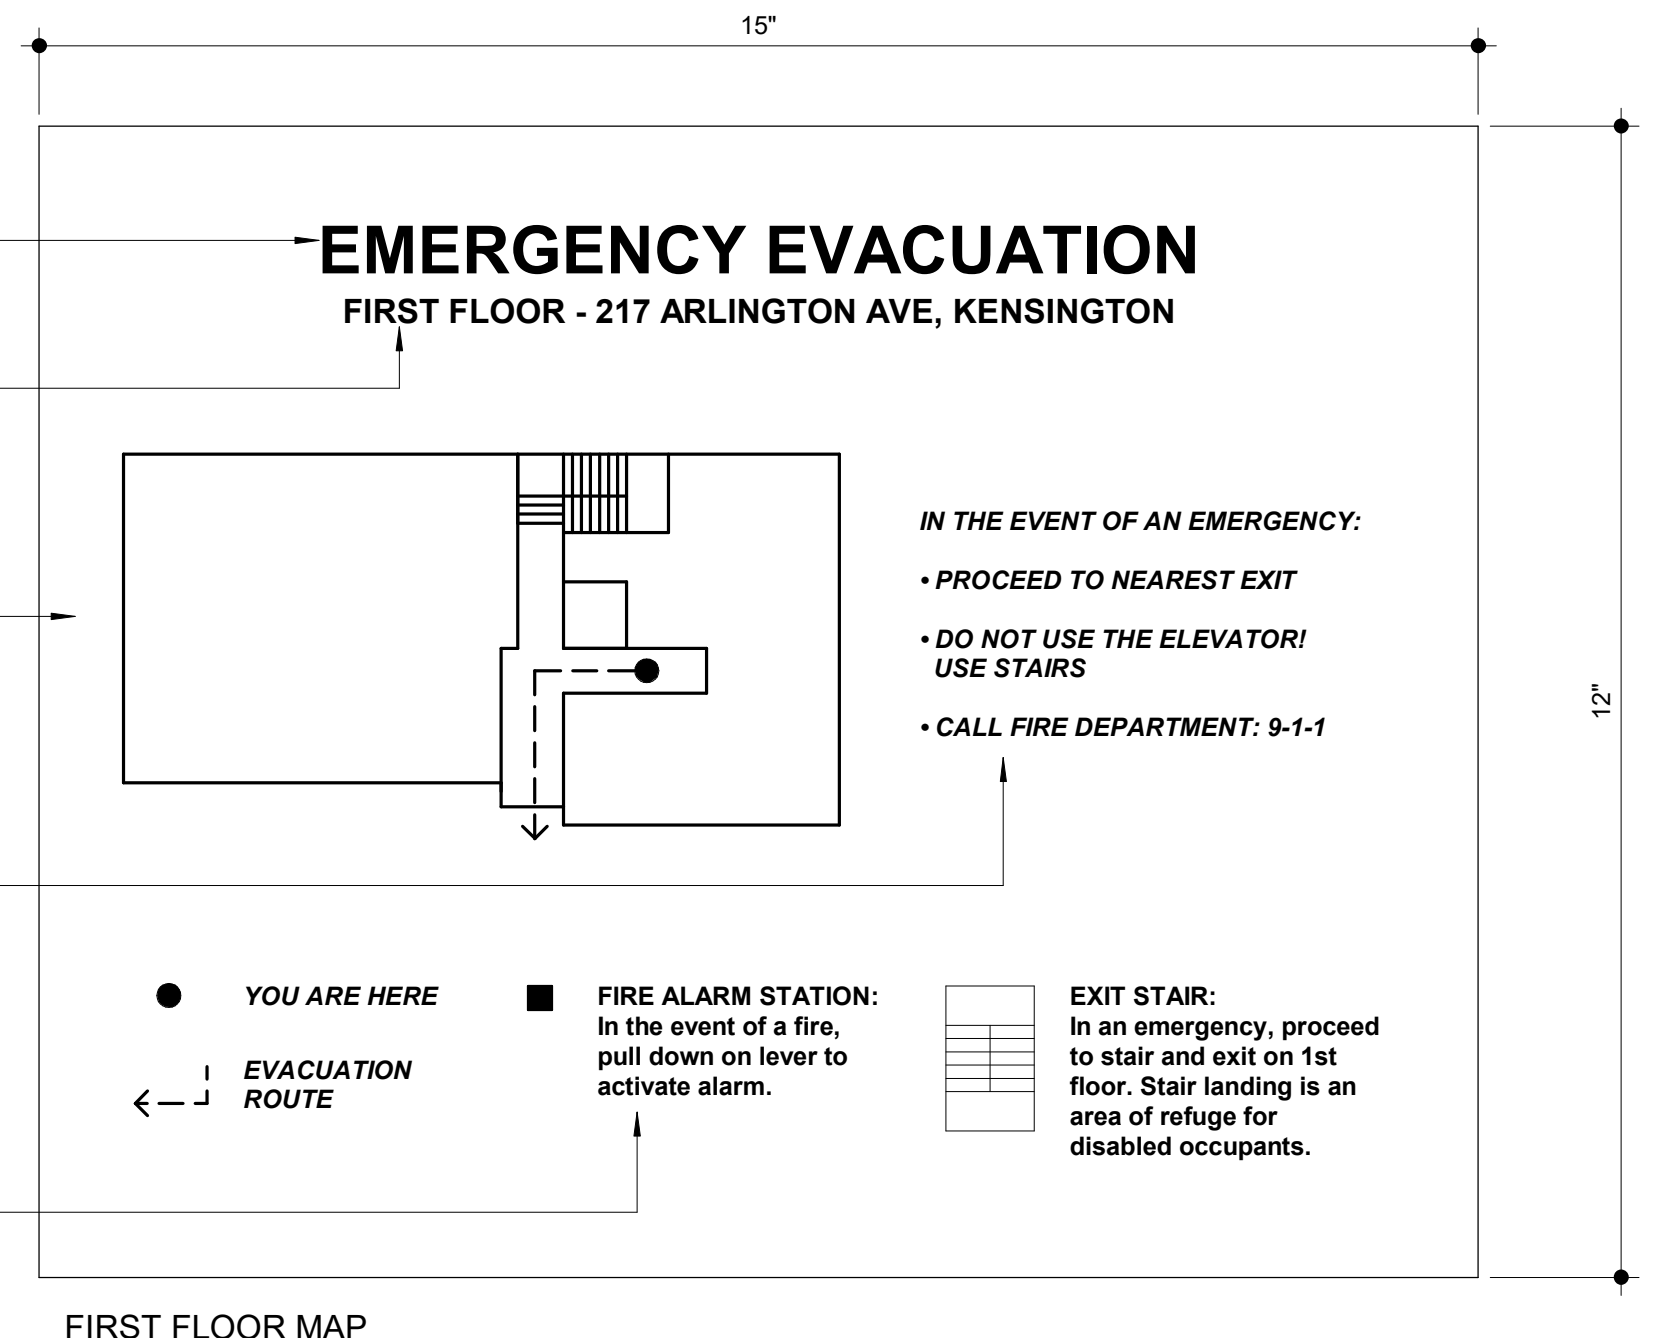 15"
EMERGENCY EVACUATION
FIRST FLOOR - 217 ARLINGTON AVE, KENSINGTON
IN THE EVENT OF AN EMERGENCY:
• PROCEED TO NEAREST EXIT
• DO NOT USE THE ELEVATOR!
USE STAIRS
• CALL FIRE DEPARTMENT: 9-1-1
12"
YOU ARE HERE
EVACUATION
ROUTE
FIRE ALARM STATION:
In the event of a fire,
pull down on lever to
activate alarm.
EXIT STAIR:
In an emergency, proceed
to stair and exit on 1st
floor. Stair landing is an
area of refuge for
disabled occupants.
FIRST FLOOR MAP